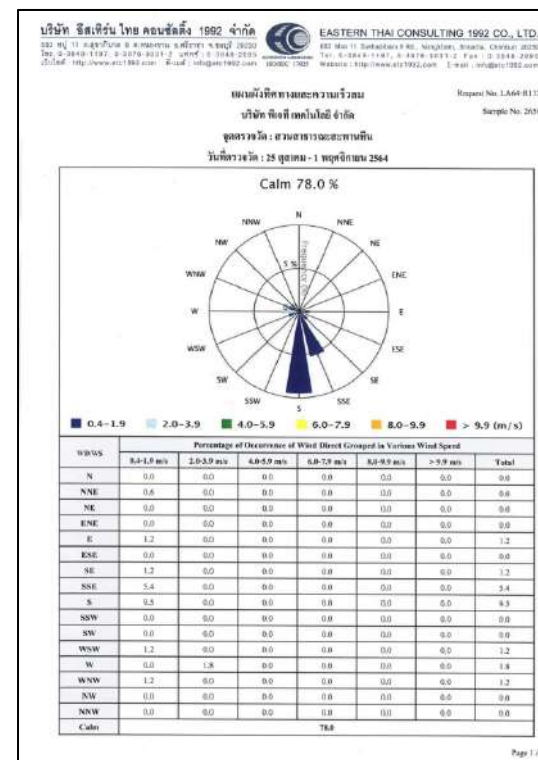 บริษัท อีสเทิร์น ไทย คอนซัลติ้ง 1992 จำกัด
EASTERN THAI CONSULTING 1992 CO., LTD.
แผนผังทิศทางและความเร็วลม
Request No. LA64-R11
บริษัท พีเอที เทคโนโลยี จำกัด
Sample No. 265
จุดตรวจวัด : สวนสาธารณะสะพานหิน
วันที่ตรวจวัด : 25 ตุลาคม - 1 พฤศจิกายน 2564
Calm 78.0 %
N
NNW NNE
NW NE
WNW ENE
5 %
Frequency
W E
WSW ESE
SW SE
SSW SSE
S
0.4-1.9 2.0-3.9 4.0-5.9 6.0-7.9 8.0-9.9 > 9.9 (m/s)
WD/WS Percentage of Occurrence of Wind Direct Grouped in Various Wind Speed
0.4-1.9 m/s 2.0-3.9 m/s 4.0-5.9 m/s 6.0-7.9 m/s 8.0-9.9 m/s > 9.9 m/s Total
N 0.0 0.0 0.0 0.0 0.0 0.0 0.0
NNE 0.6 0.0 0.0 0.0 0.0 0.0 0.6
NE 0.0 0.0 0.0 0.0 0.0 0.0 0.0
ENE 0.0 0.0 0.0 0.0 0.0 0.0 0.0
E 1.2 0.0 0.0 0.0 0.0 0.0 1.2
ESE 0.0 0.0 0.0 0.0 0.0 0.0 0.0
SE 1.2 0.0 0.0 0.0 0.0 0.0 1.2
SSE 5.4 0.0 0.0 0.0 0.0 0.0 5.4
S 9.5 0.0 0.0 0.0 0.0 0.0 9.5
SSW 0.0 0.0 0.0 0.0 0.0 0.0 0.0
SW 0.0 0.0 0.0 0.0 0.0 0.0 0.0
WSW 1.2 0.0 0.0 0.0 0.0 0.0 1.2
W 0.0 1.8 0.0 0.0 0.0 0.0 1.8
WNW 1.2 0.0 0.0 0.0 0.0 0.0 1.2
NW 0.0 0.0 0.0 0.0 0.0 0.0 0.0
NNW 0.0 0.0 0.0 0.0 0.0 0.0 0.0
Calm 78.0
Page 1